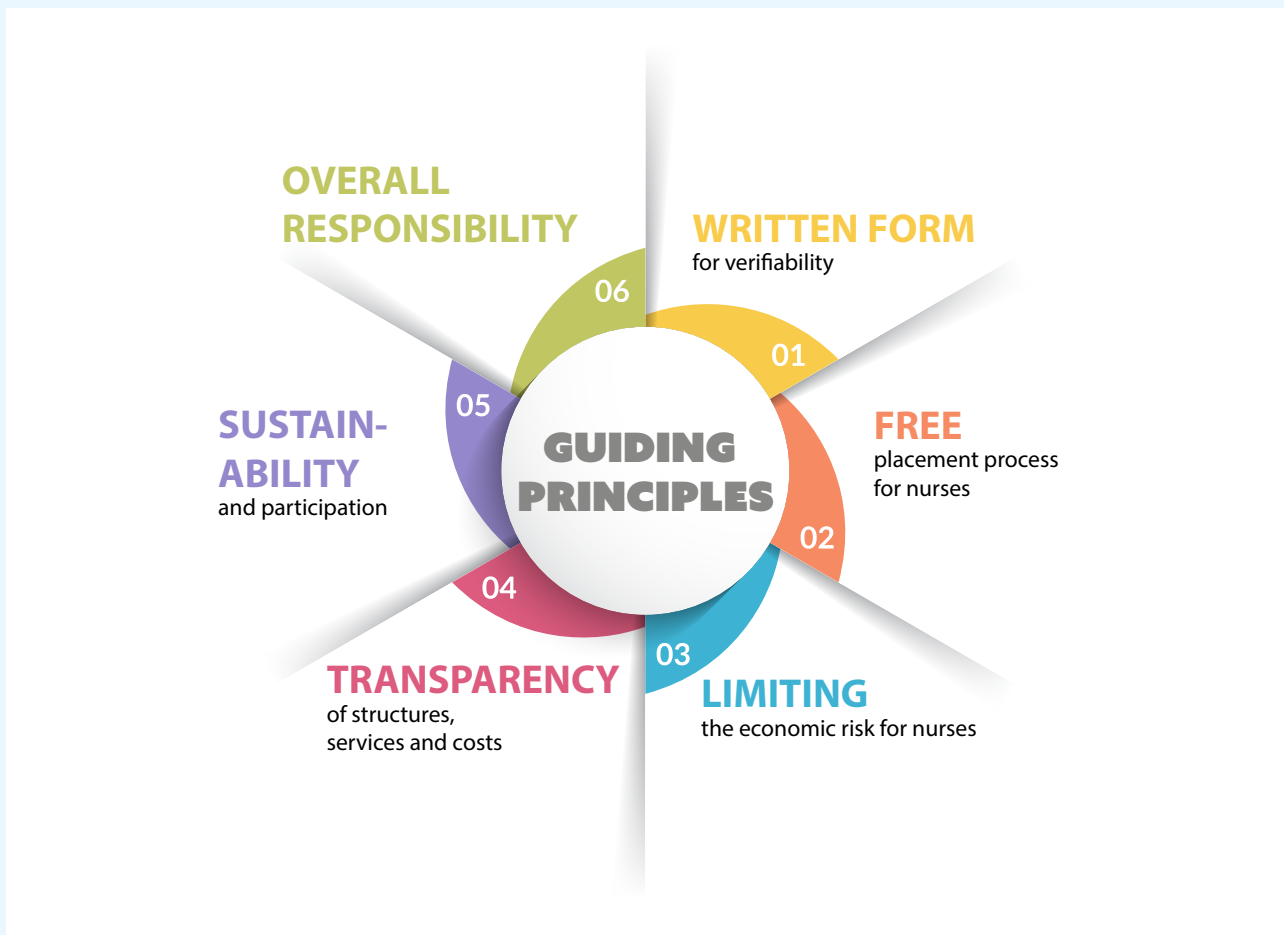 GUIDING
PRINCIPLES
01
WRITTEN FORM
for verifiability
02
FREE
placement process
for nurses
03
LIMITING
the economic risk for nurses
04
TRANSPARENCY
of structures,
services and costs
05
SUSTAIN-
ABILITY
and participation
06
OVERALL
RESPONSIBILITY